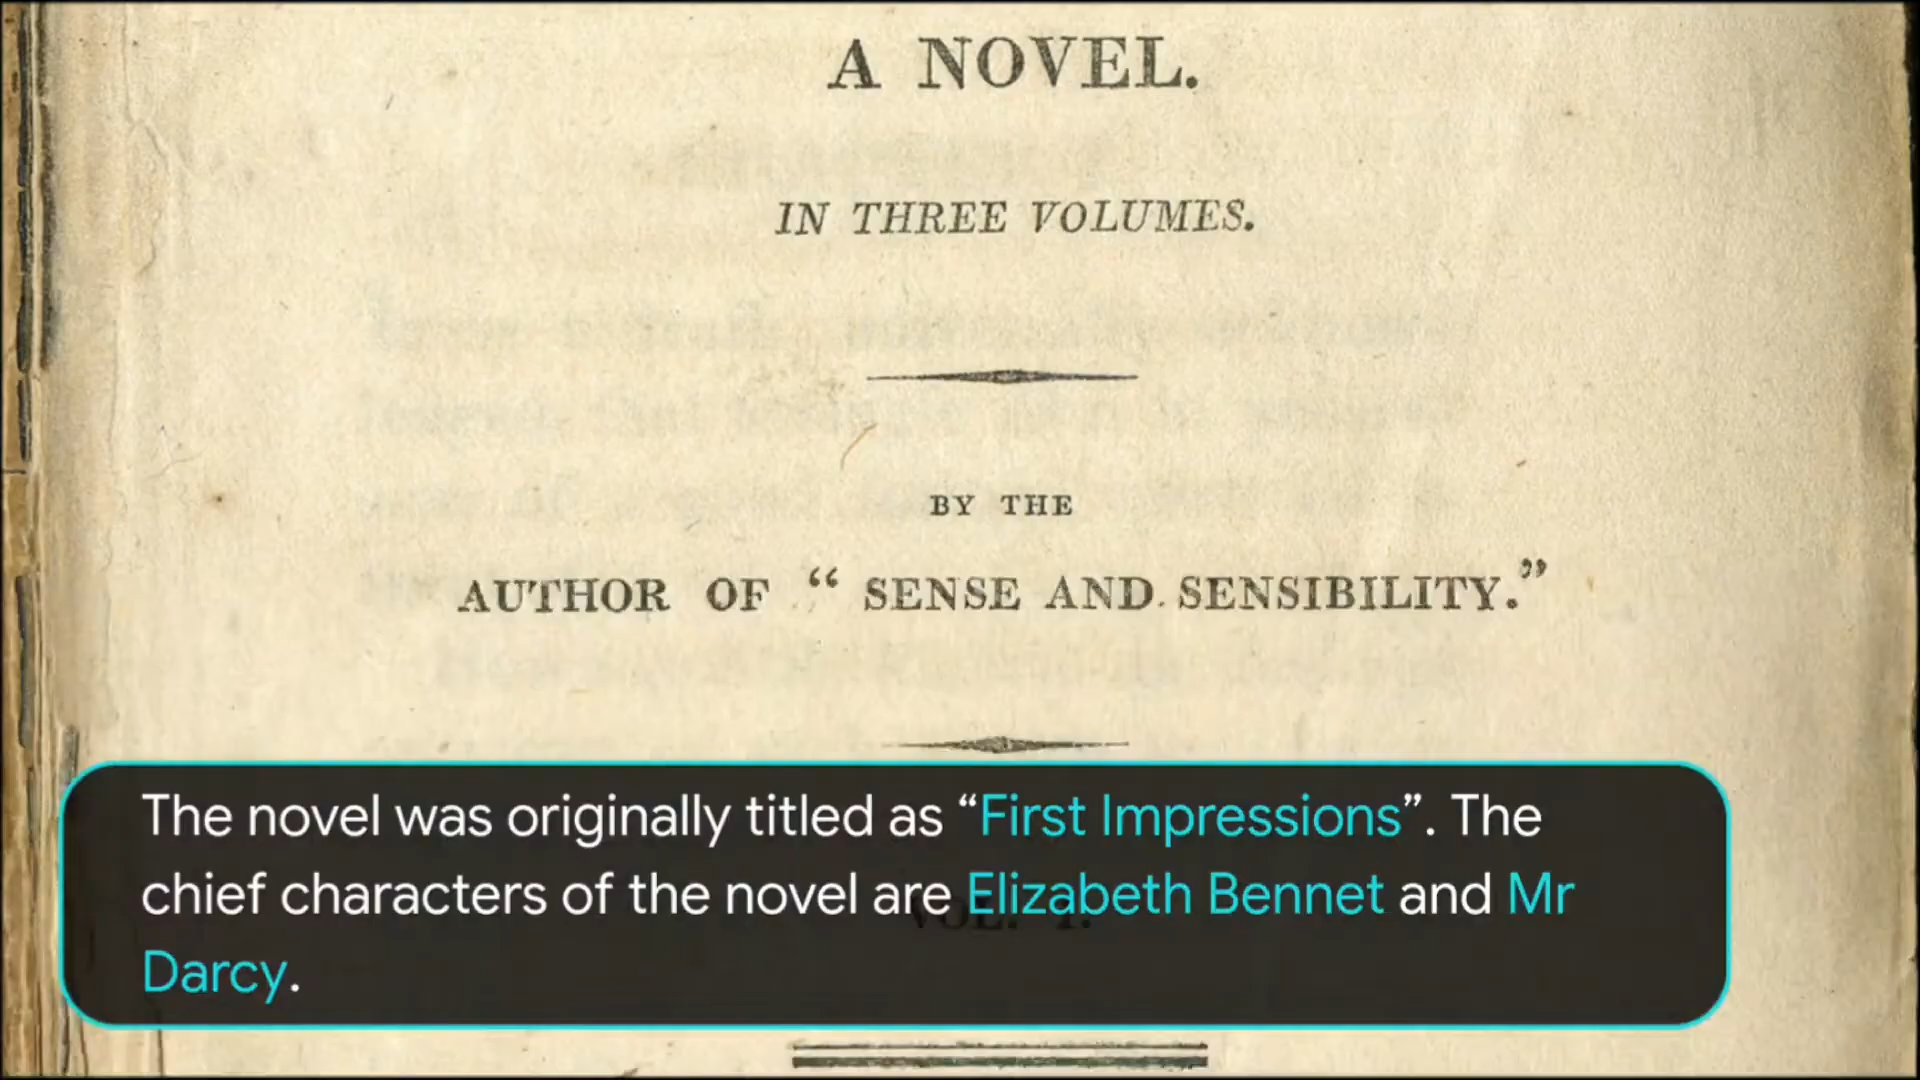 A NOVEL.
IN THREE VOLUMES.
BY THE
AUTHOR OF “ SENSE AND SENSIBILITY.”
The novel was originally titled as “First Impressions”. The
chief characters of the novel are Elizabeth Bennet and Mr
Darcy.
VOL. I.